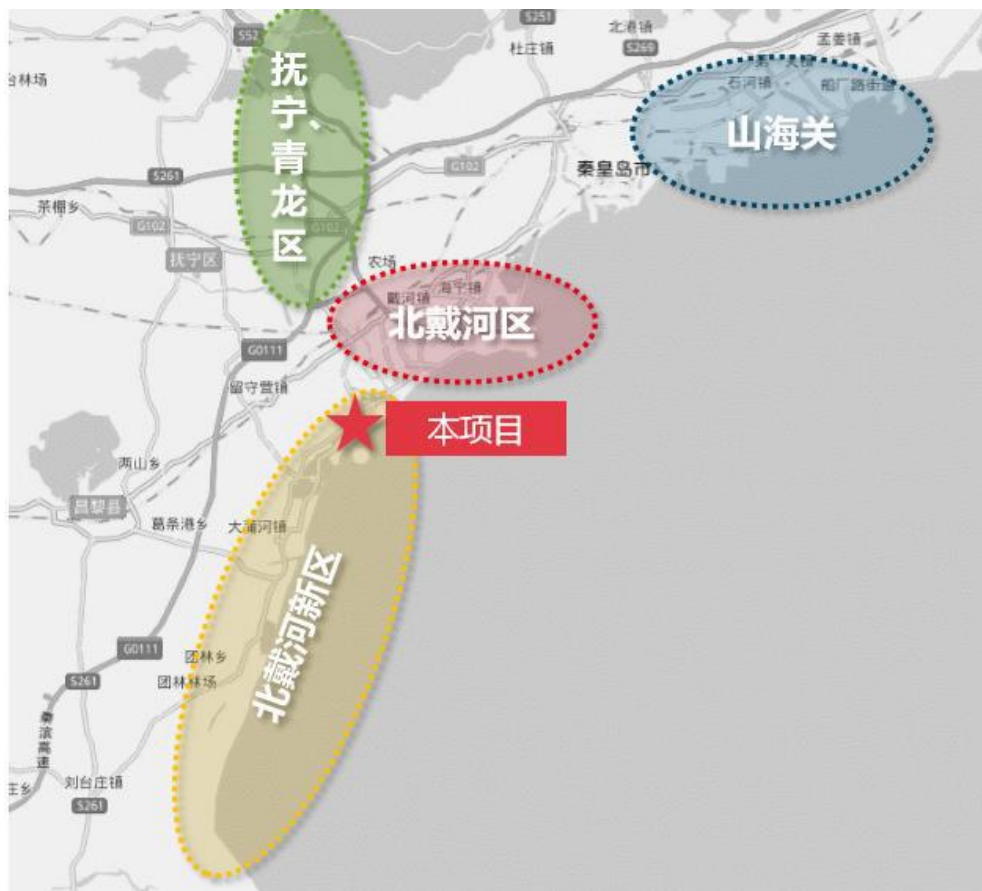 S52
S251
北港镇
孟姜镇
杜庄镇
S269
台林场
石河镇
船厂路街道
抚宁、青龙区
山海关
G102
秦皇岛市
S261
茶棚乡
G102
G102
抚宁区
农场
戴河镇
海宁镇
北戴河区
G0111
留守营镇
本项目
两山乡
昌黎县
葛条港乡
大蒲河镇
北戴河新区
G0111
团林乡
团林林场
S261
秦滨高速
刘台庄镇
庄乡
S261